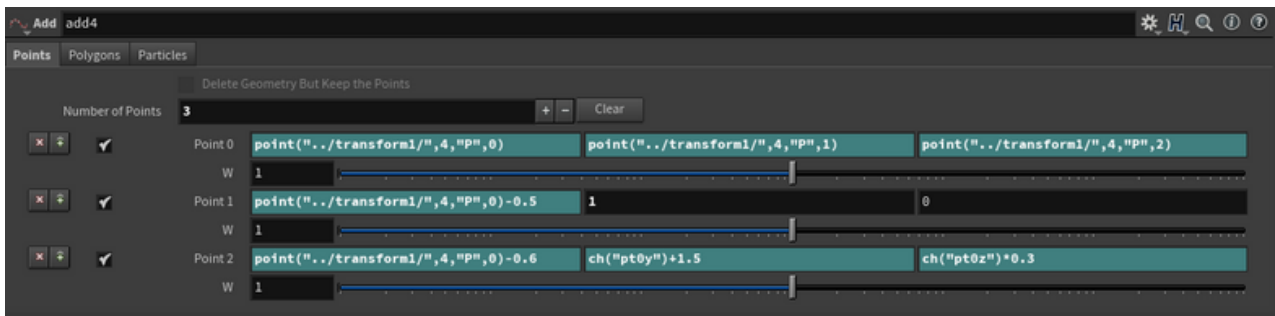 Add add4
Points Polygons Particles
Delete Geometry But Keep the Points
Number of Points 3 + - Clear
Point 0 point("../transform1/",4,"P",0) point("../transform1/",4,"P",1) point("../transform1/",4,"P",2)
W 1
Point 1 point("../transform1/",4,"P",0)-0.5 1 0
W 1
Point 2 point("../transform1/",4,"P",0)-0.6 ch("pt0y")+1.5 ch("pt0z")*0.3
W 1